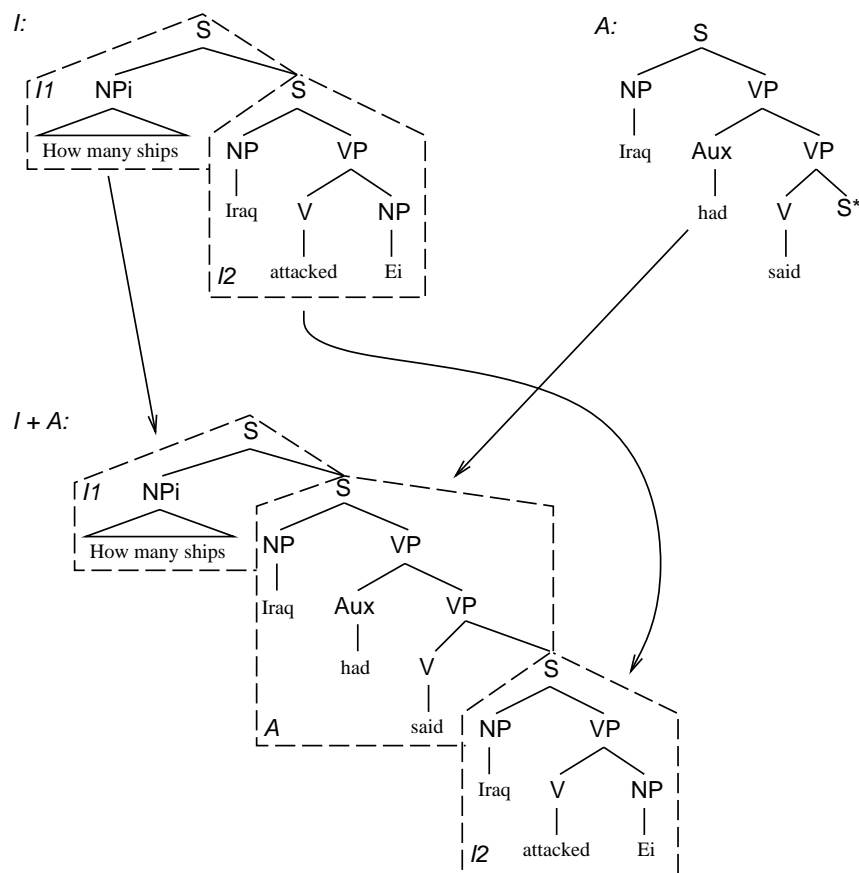 I:
A:
S
S
I1
NPi
S
NP
VP
How many ships
NP
VP
Iraq
Aux
VP
Iraq
V
NP
had
V
S*
I2
attacked
Ei
said
I + A:
S
I1
NPi
S
How many ships
NP
VP
Iraq
Aux
VP
had
V
S
A
said
NP
VP
Iraq
V
NP
I2
attacked
Ei